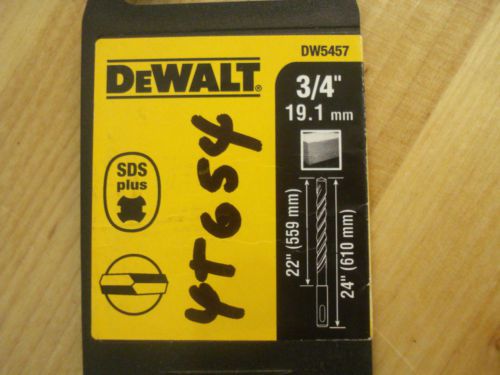 DW5457
DEWALT®
3/4"
19.1 mm
SDS
plus
YT654
22" (559 mm)
24" (610 mm)